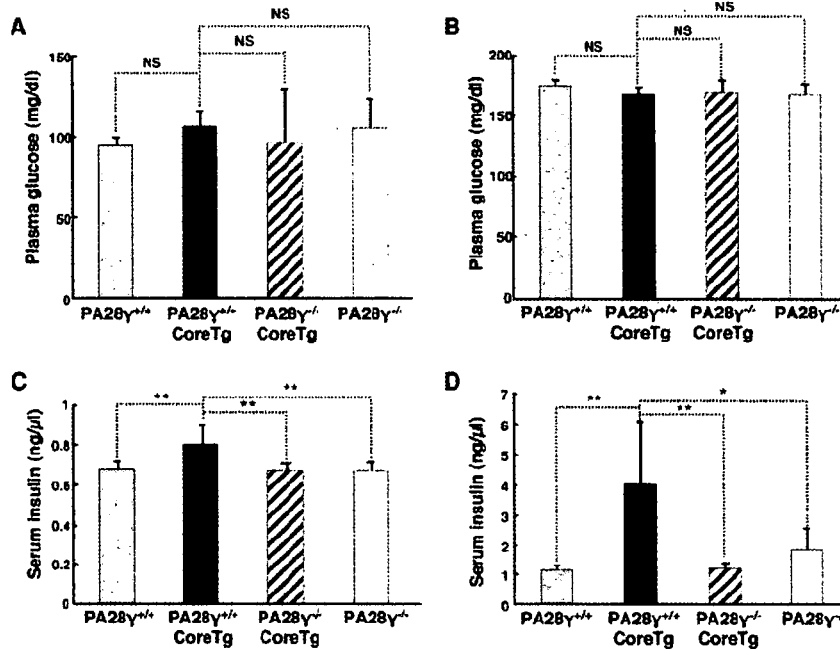 A
NS
NS
NS
Plasma glucose (mg/dl)
150
100
50
0
PA28γ+/+
PA28γ+/+
CoreTg
PA28γ-/-
CoreTg
PA28γ-/-
B
NS
NS
NS
Plasma glucose (mg/dl)
200
150
100
50
0
PA28γ+/+
PA28γ+/+
CoreTg
PA28γ-/-
CoreTg
PA28γ-/-
C
**
**
**
Serum insulin (ng/μl)
1
0.8
0.6
0.4
0.2
0
PA28γ+/+
PA28γ+/+
CoreTg
PA28γ-/-
CoreTg
PA28γ-/-
D
**
*
**
Serum insulin (ng/μl)
7
6
5
4
3
2
1
0
PA28γ+/+
PA28γ+/+
CoreTg
PA28γ-/-
CoreTg
PA28γ-/-